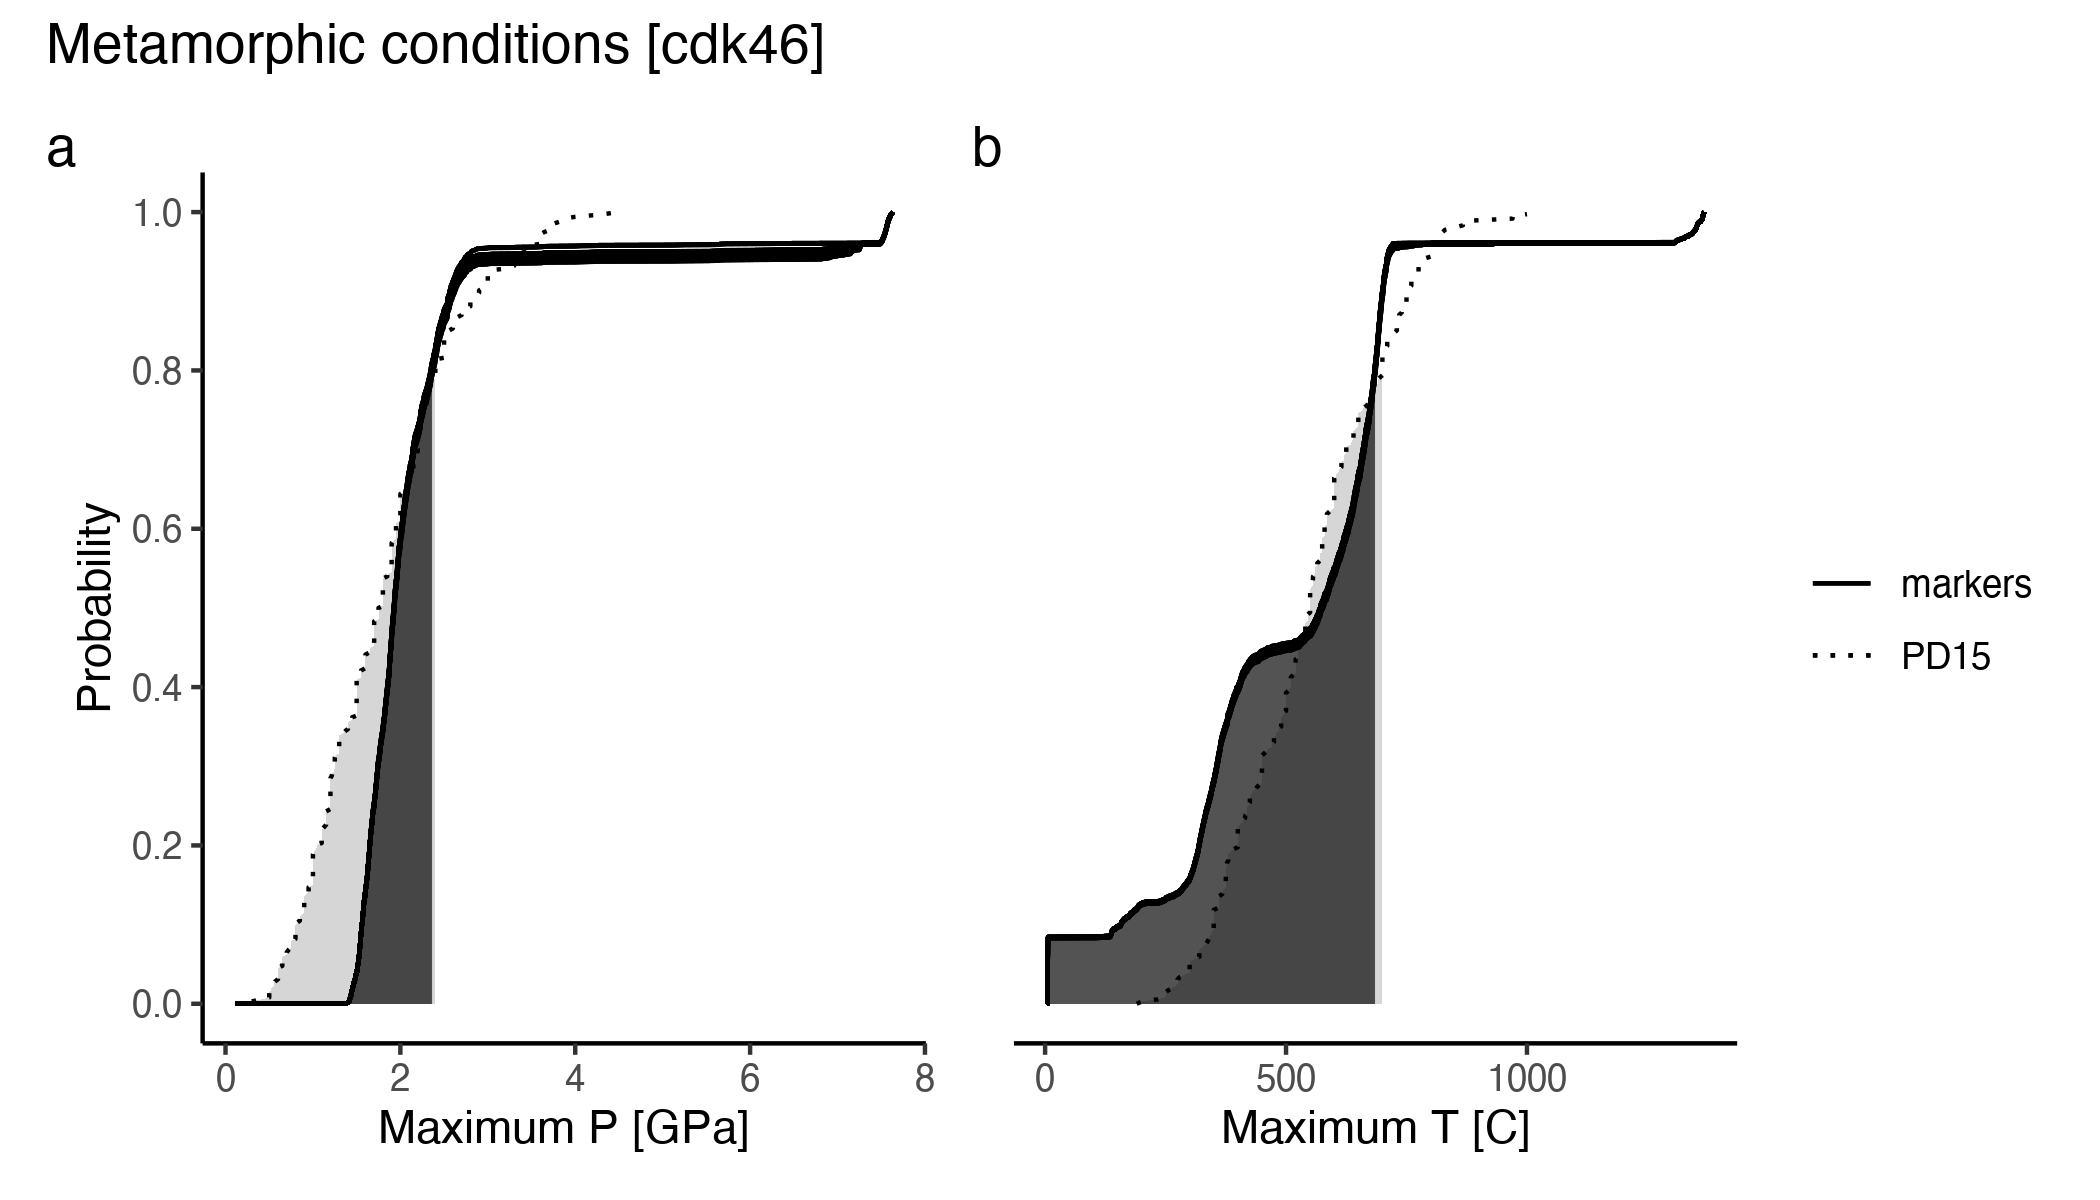 Metamorphic conditions [cdk46]
a
b
Probability
1.0
0.8
0.6
0.4
0.2
0.0
0
2
4
6
8
Maximum P [GPa]
0
500
1000
Maximum T [C]
markers
PD15